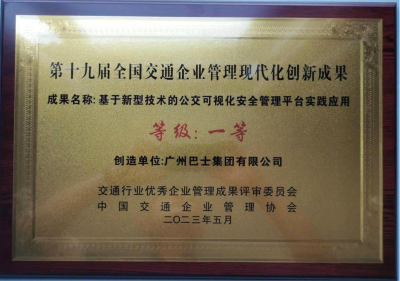 第十九届全国交通企业管理现代化创新成果
成果名称:基于新型技术的公交可视化安全管理平台实践应用
等级:一等
创造单位:广州巴士集团有限公司
交通行业优秀企业管理成果评审委员会
中国交通企业管理协会
二〇二三年五月